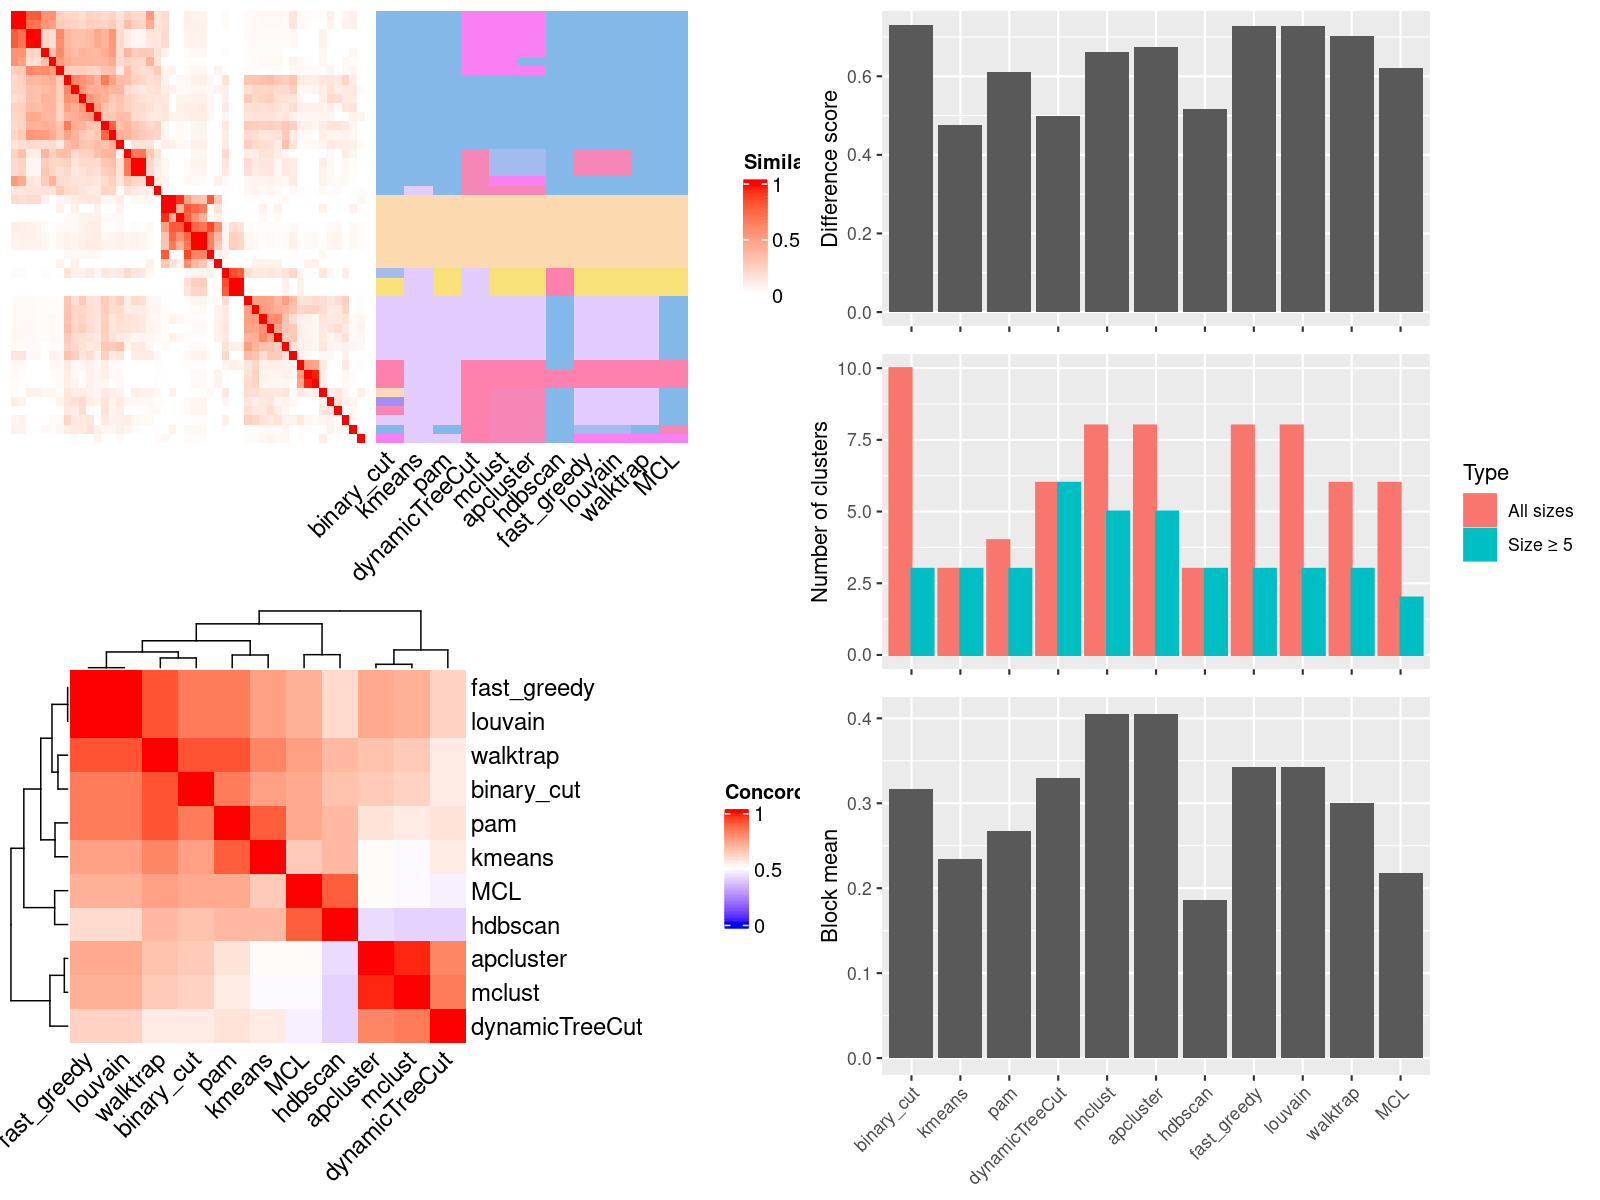 Simila
1
0.5
0
binary_cut
kmeans
pam
dynamicTreeCut
mclust
apcluster
hdbscan
fast_greedy
louvain
walktrap
MCL
fast_greedy
louvain
walktrap
binary_cut
pam
kmeans
MCL
hdbscan
apcluster
mclust
dynamicTreeCut
Concord
1
0.5
0
fast_greedy
louvain
walktrap
binary_cut
pam
kmeans
MCL
hdbscan
apcluster
mclust
dynamicTreeCut
Difference score
0.6
0.4
0.2
0.0
Number of clusters
10.0
7.5
5.0
2.5
0.0
Type
All sizes
Size ≥ 5
Block mean
0.4
0.3
0.2
0.1
0.0
binary_cut
kmeans
pam
dynamicTreeCut
mclust
apcluster
hdbscan
fast_greedy
louvain
walktrap
MCL